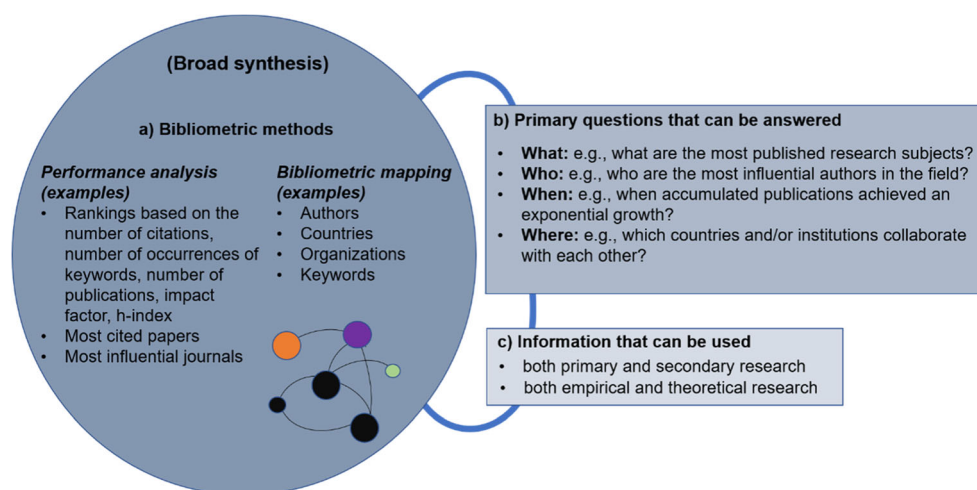 (Broad synthesis)
a) Bibliometric methods
Performance analysis
(examples)
• Rankings based on the
number of citations,
number of occurrences of
keywords, number of
publications, impact
factor, h-index
• Most cited papers
• Most influential journals
Bibliometric mapping
(examples)
• Authors
• Countries
• Organizations
• Keywords
b) Primary questions that can be answered
• What: e.g., what are the most published research subjects?
• Who: e.g., who are the most influential authors in the field?
• When: e.g., when accumulated publications achieved an
exponential growth?
• Where: e.g., which countries and/or institutions collaborate
with each other?
c) Information that can be used
• both primary and secondary research
• both empirical and theoretical research